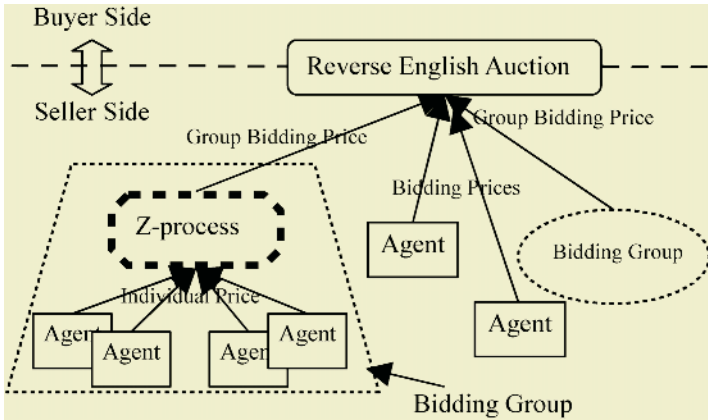 Buyer Side
Reverse English Auction
Seller Side
Group Bidding Price
Group Bidding Price
Bidding Prices
Z-process
Agent
Bidding Group
Individual Price
Agent
Agent
Agent
Agent
Agent
Bidding Group